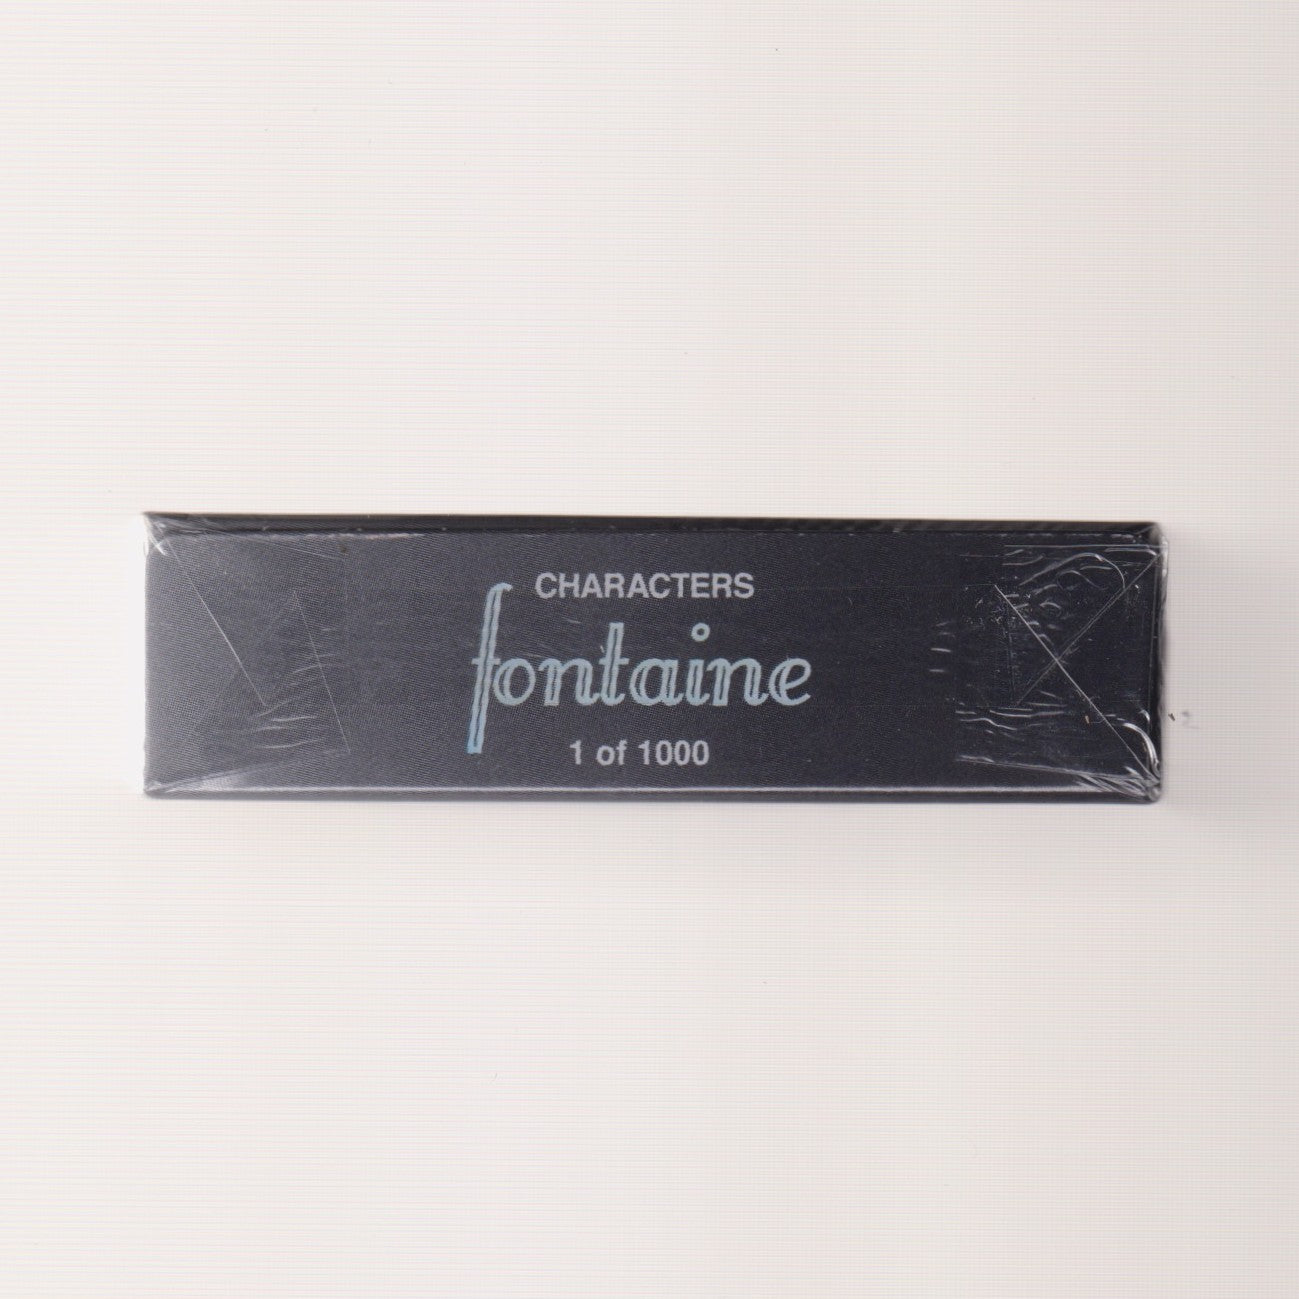 CHARACTERS
fontaine
1 of 1000